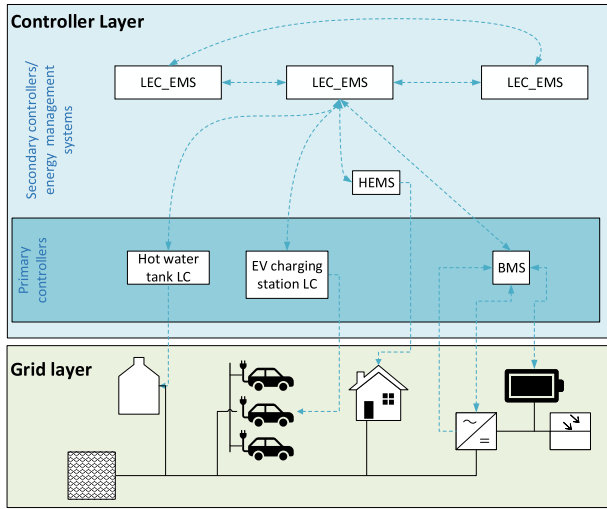 Controller Layer
Secondary controllers/
energy management
systems
LEC_EMS
LEC_EMS
LEC_EMS
HEMS
Primary
controllers
Hot water
tank LC
EV charging
station LC
BMS
Grid layer